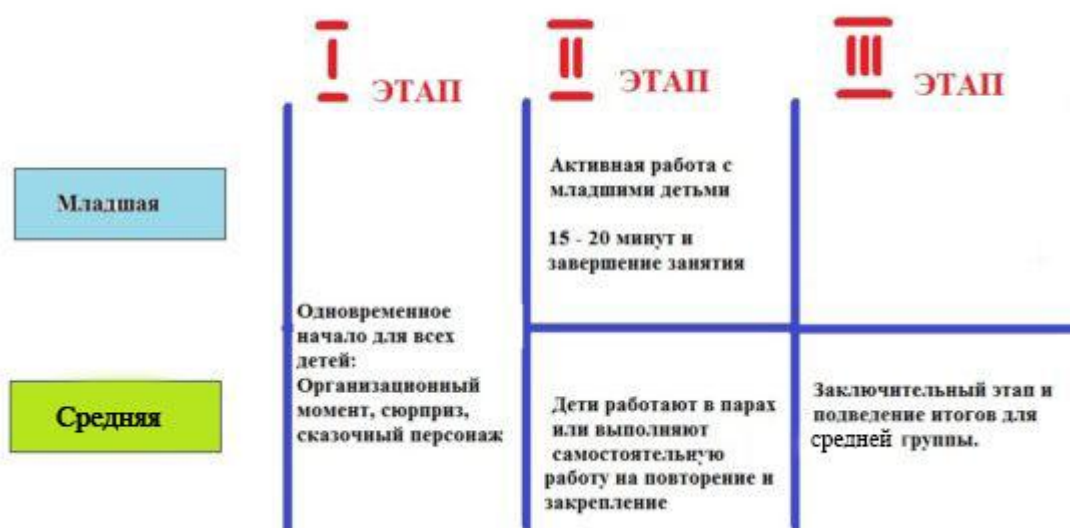 I ЭТАП
II ЭТАП
III ЭТАП
Младшая
Активная работа с
младшими детьми
15 - 20 минут и
завершение занятия
Одновременное
начало для всех
детей:
Организационный
момент, сюрприз,
сказочный персонаж
Средняя
Дети работают в парах
или выполняют
самостоятельную
работу на повторение и
закрепление
Заключительный этап и
подведение итогов для
средней группы.